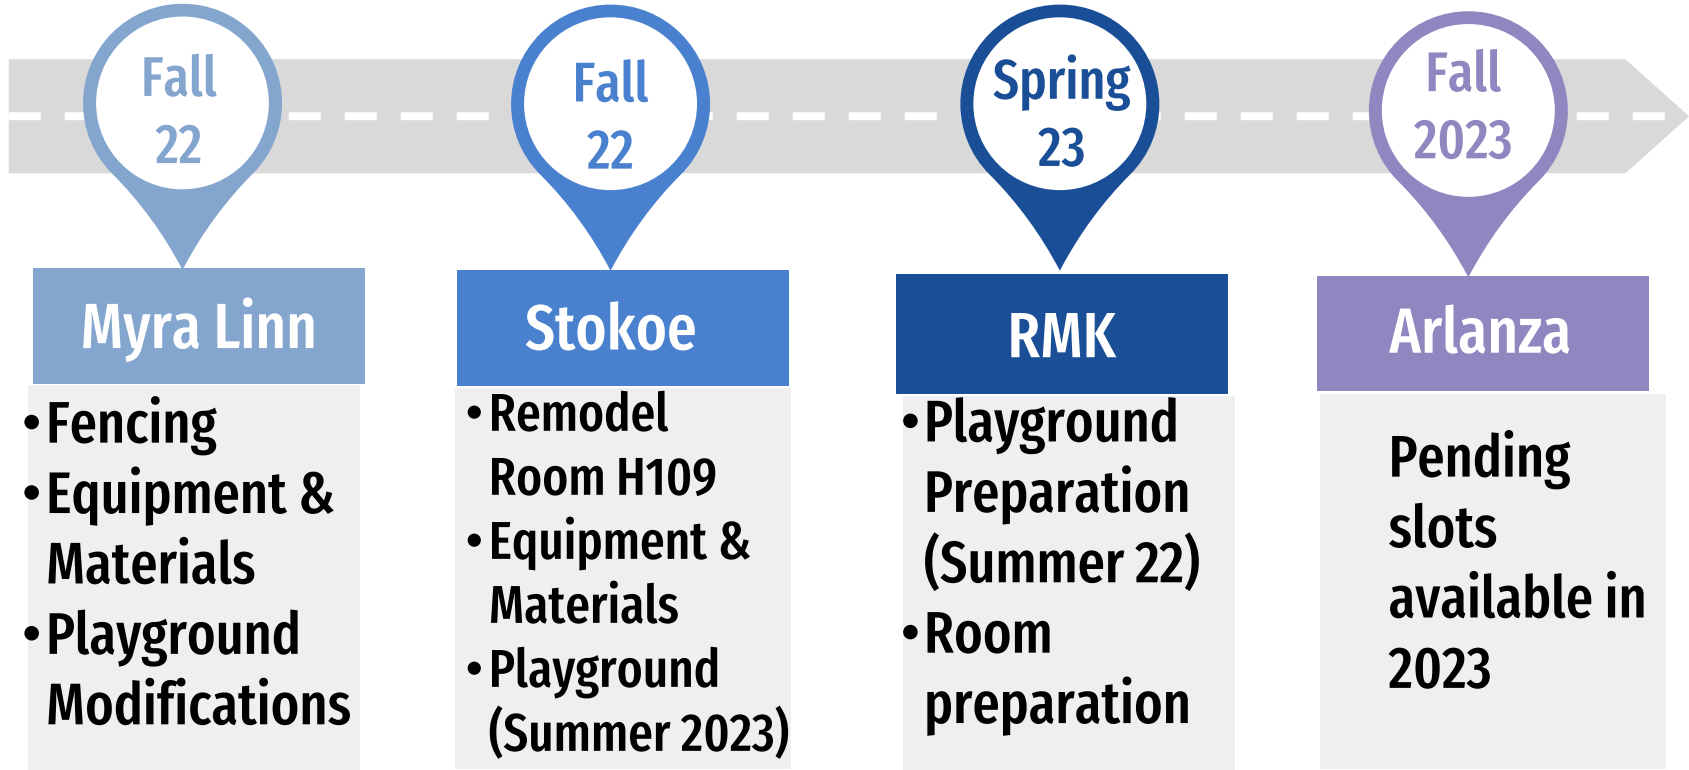 Fall
22
Fall
22
Spring
23
Fall
2023
Myra Linn
• Fencing
• Equipment &
Materials
• Playground
Modifications
Stokoe
• Remodel
Room H109
• Equipment &
Materials
• Playground
(Summer 2023)
RMK
• Playground
Preparation
(Summer 22)
• Room
preparation
Arlanza
Pending
slots
available in
2023